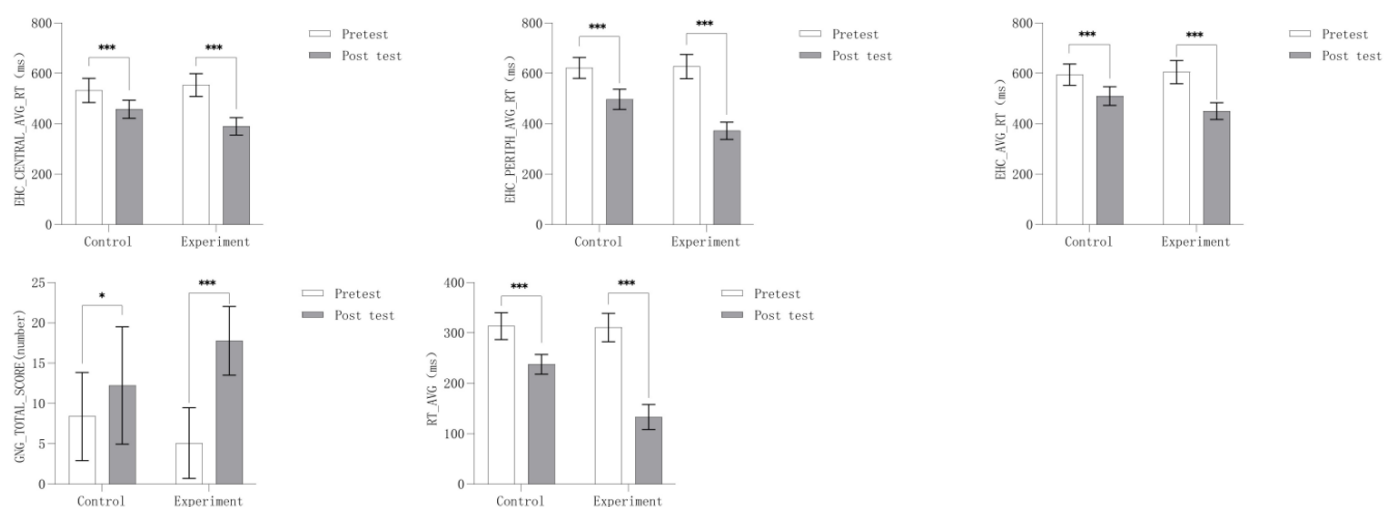 800
600
400
200
0
EHC_CENTRAL_AVG_RT (ms)
***
***
Control
Experiment
Pretest
Post test
800
600
400
200
0
EHC_PERIPH_AVG_RT (ms)
***
***
Control
Experiment
Pretest
Post test
800
600
400
200
0
EHC_AVG_RT (ms)
***
***
Control
Experiment
Pretest
Post test
25
20
15
10
5
0
GNG_TOTAL_SCORE(number)
*
***
Control
Experiment
Pretest
Post test
400
300
200
100
0
RT_AVG (ms)
***
***
Control
Experiment
Pretest
Post test